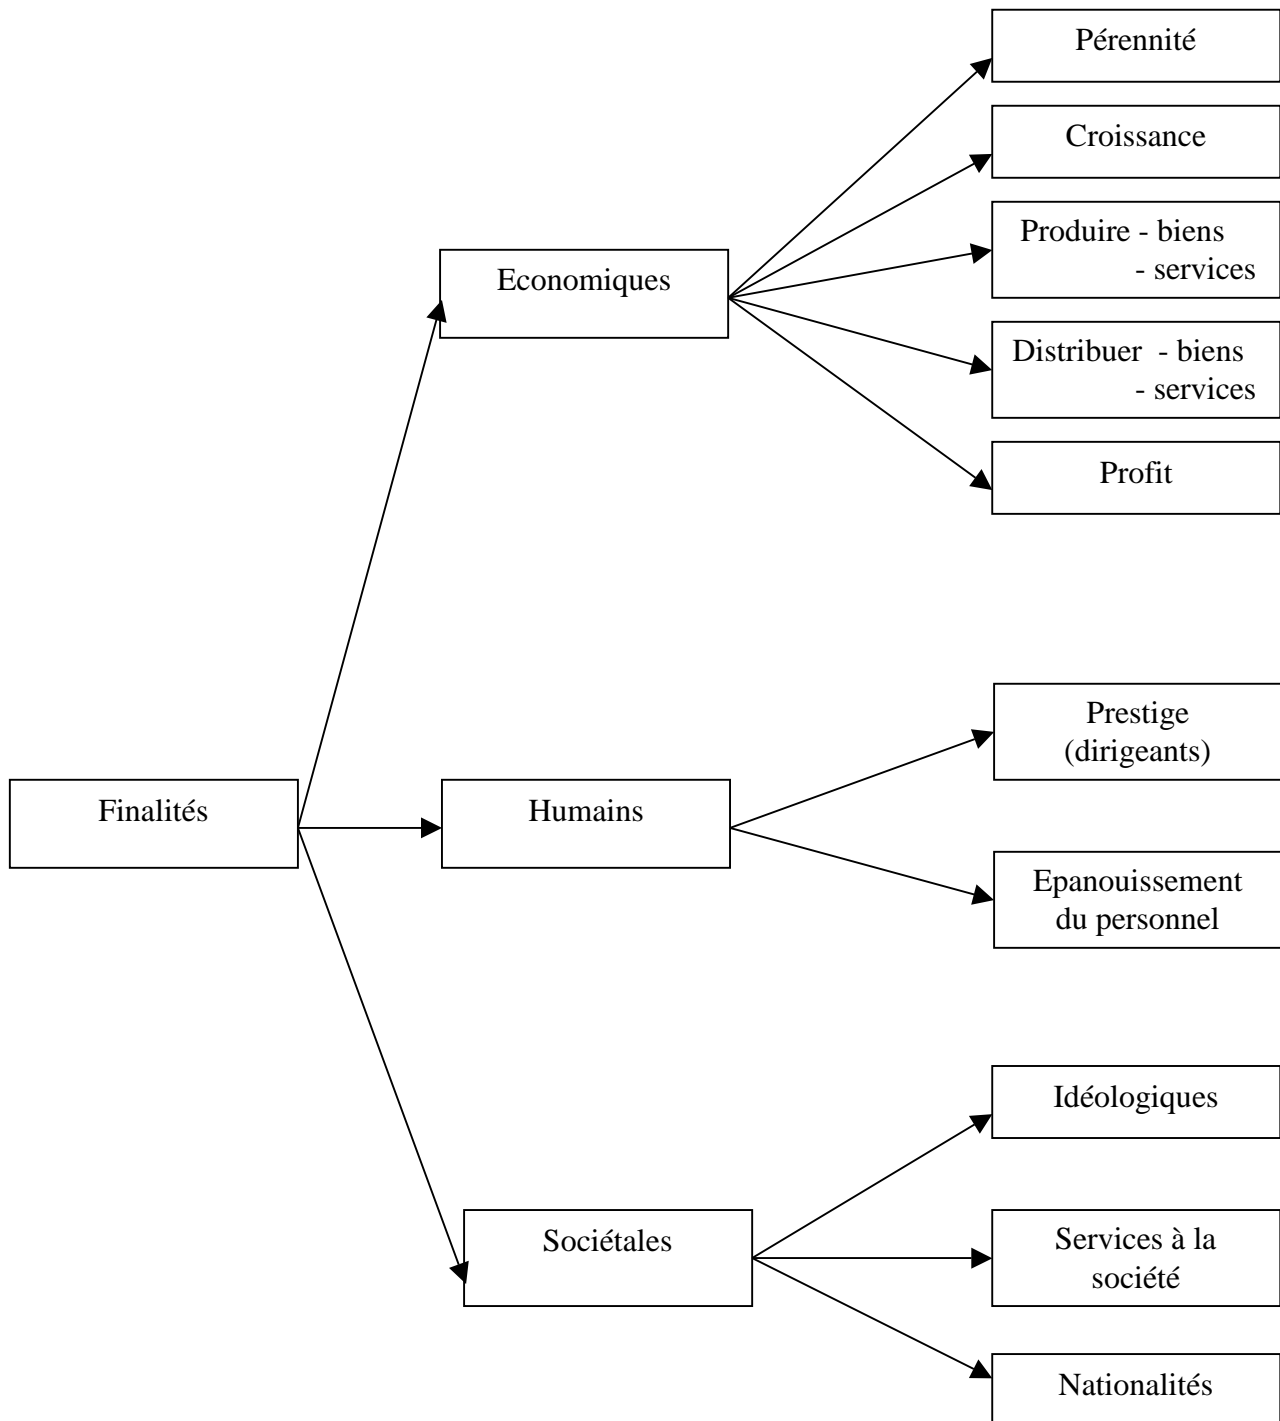 Pérennité
Croissance
Produire - biens
- services
Economiques
Distribuer - biens
- services
Profit
Prestige
(dirigeants)
Finalités
Humains
Epanouissement
du personnel
Idéologiques
Sociétales
Services à la
société
Nationalités